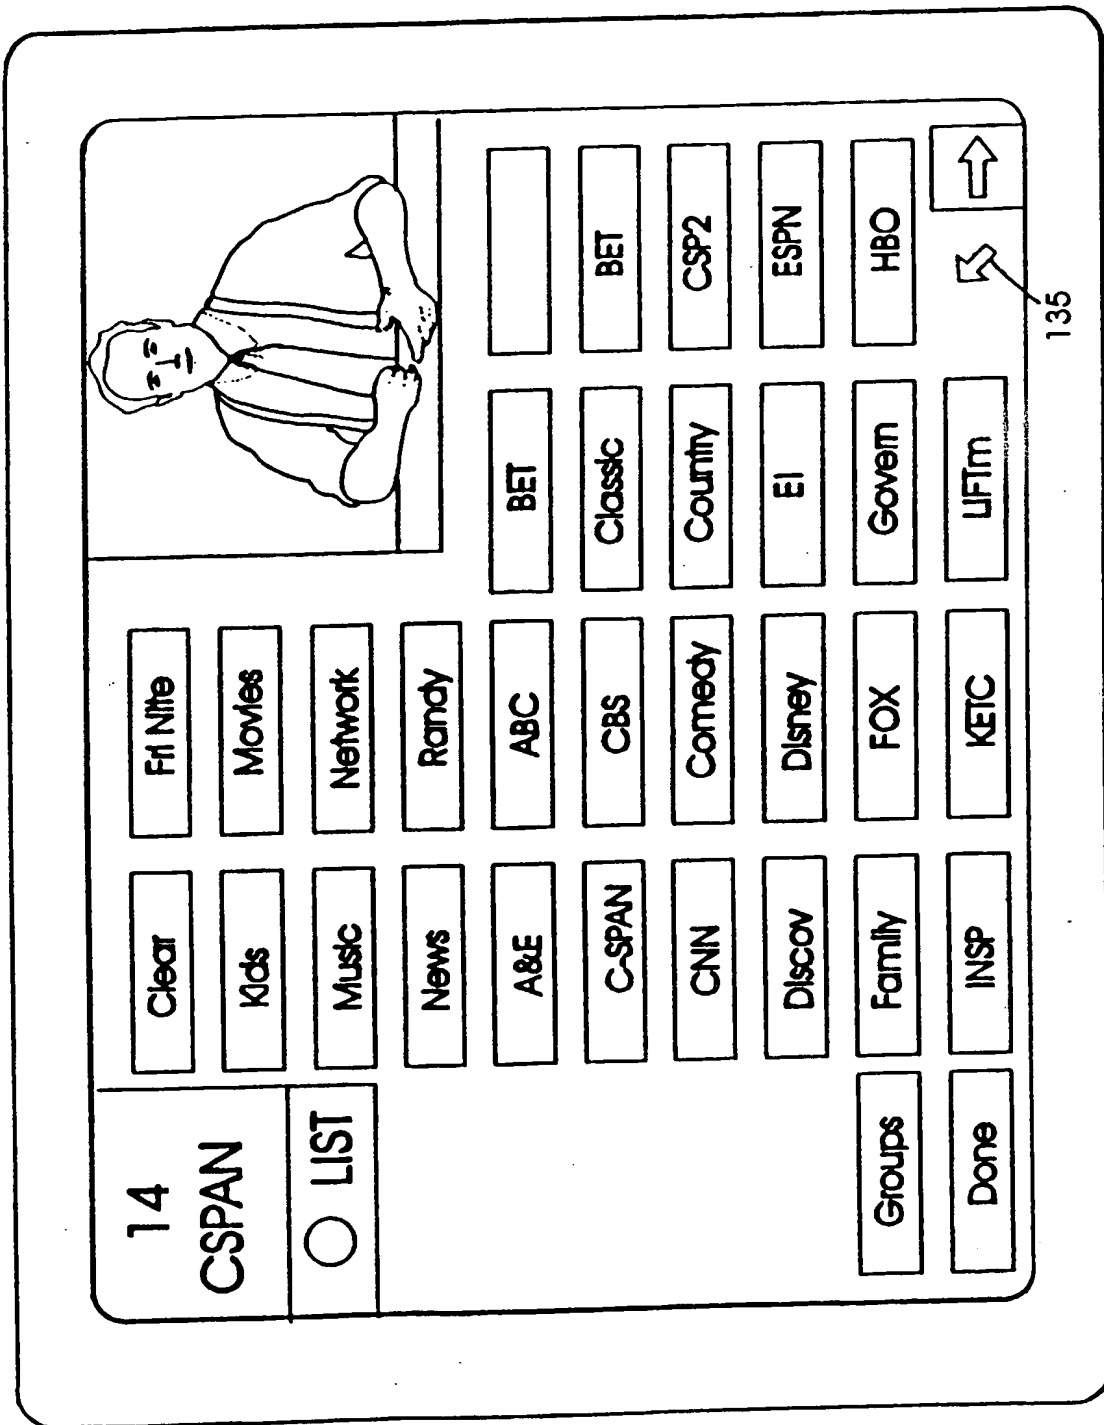 14 Clear Fri Nite
CSPAN Kids Movies
LIST Music Network
News Randy
A&E ABC BET
C-SPAN CBS Classic BET
CNN Comedy Country CSP2
Discov Disney E! ESPN
Groups Family FOX Govern HBO
Done INSP KETC LIFTm
135